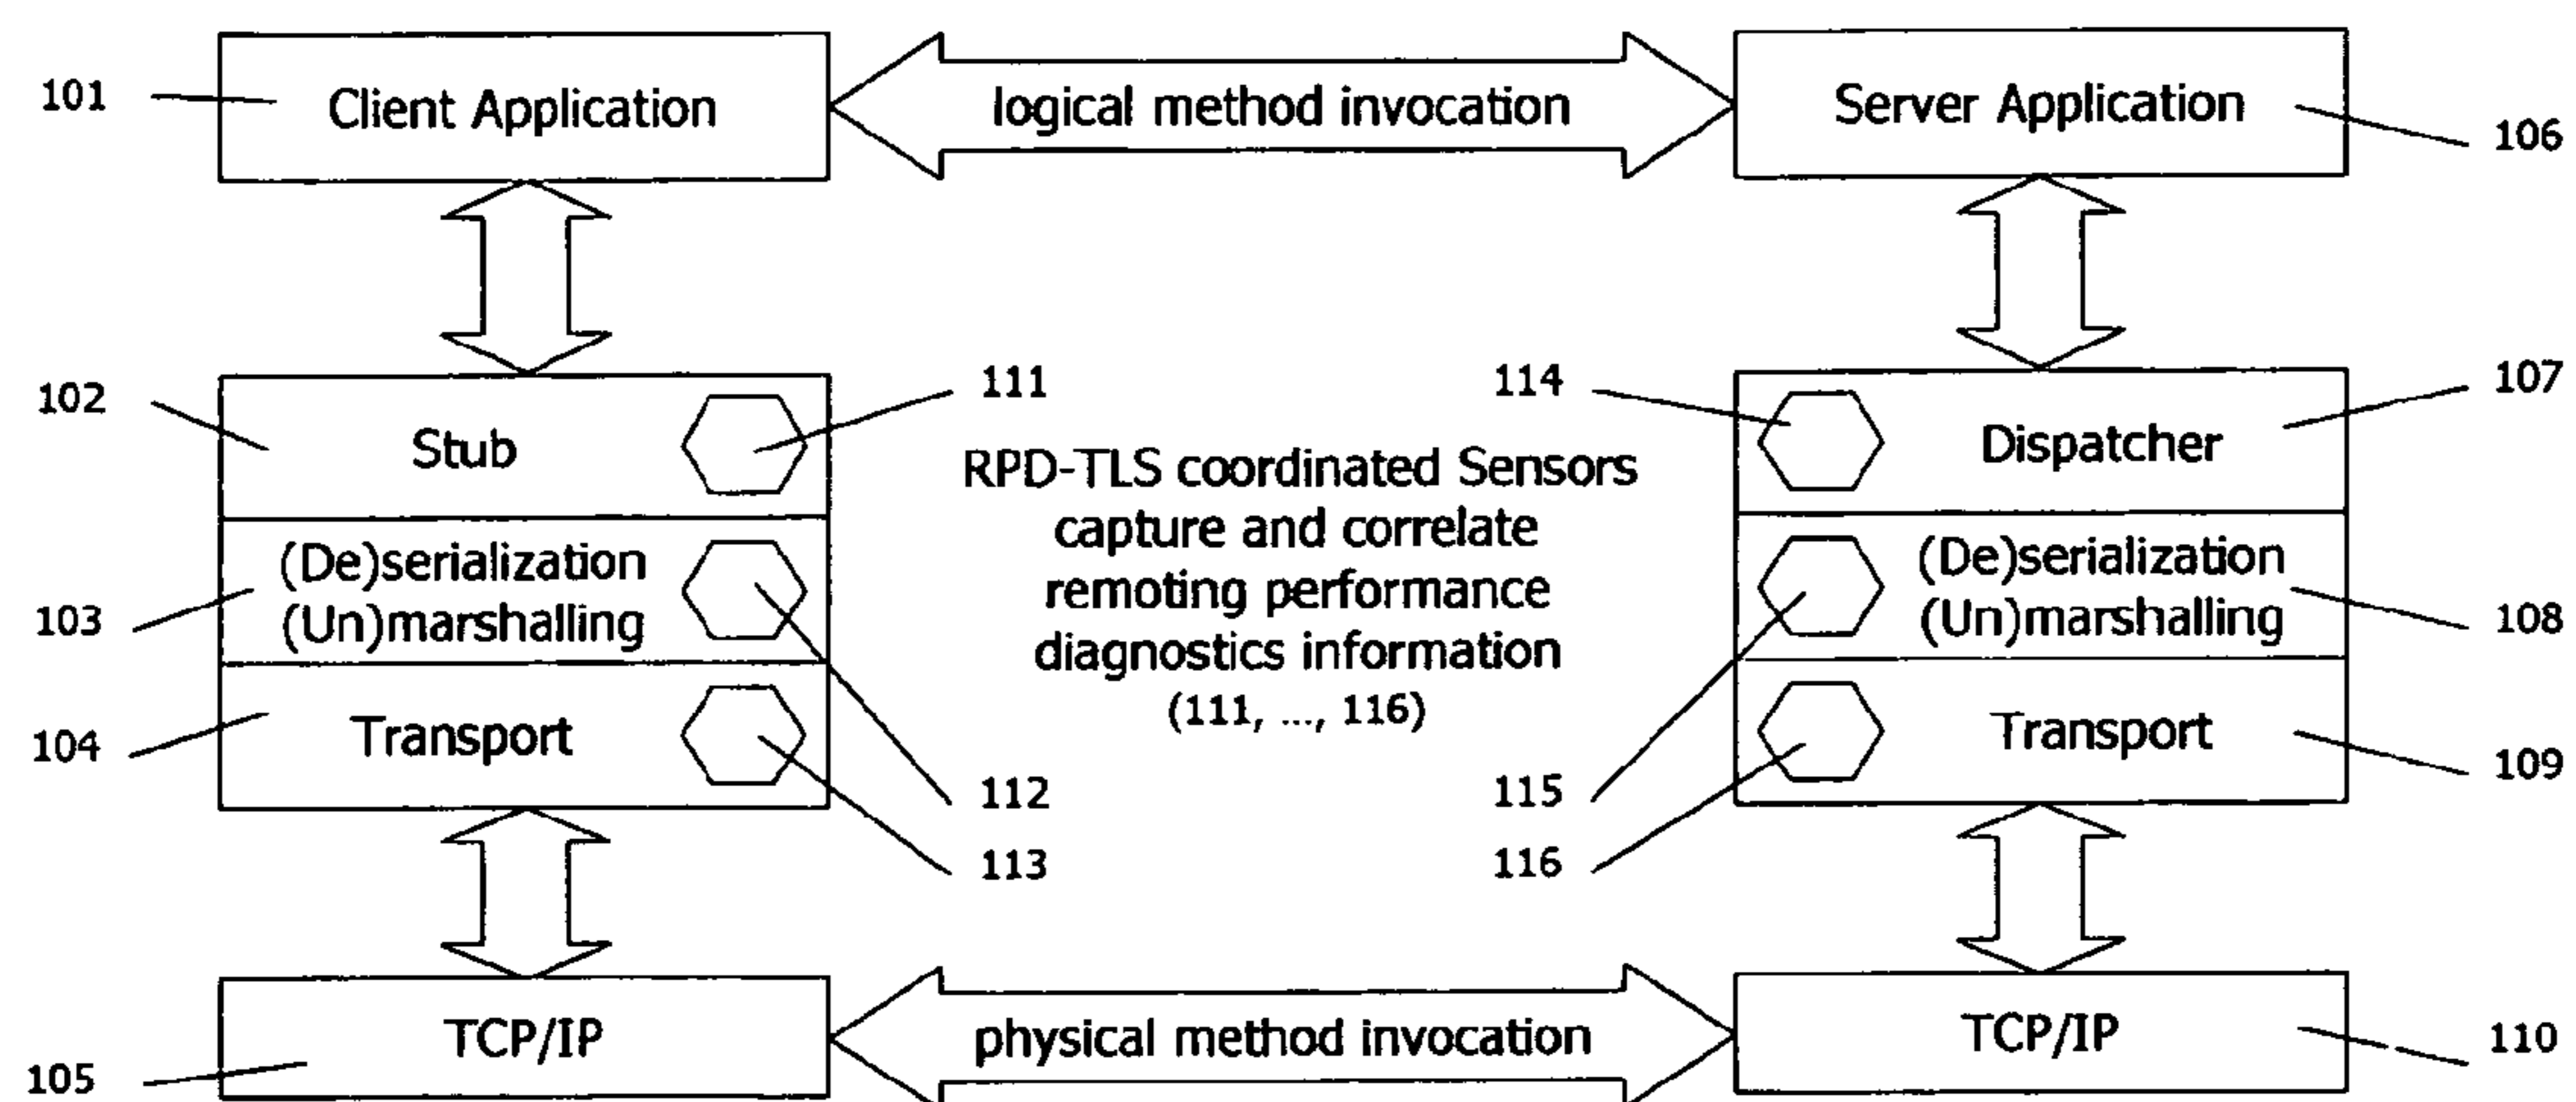 101
Client Application
logical method invocation
Server Application
106
102
Stub
111
RPD-TLS coordinated Sensors
capture and correlate
remoting performance
diagnostics information
(111, ..., 116)
114
Dispatcher
107
103
(De)serialization
(Un)marshalling
(De)serialization
(Un)marshalling
108
104
Transport
112
113
115
116
Transport
109
105
TCP/IP
physical method invocation
TCP/IP
110